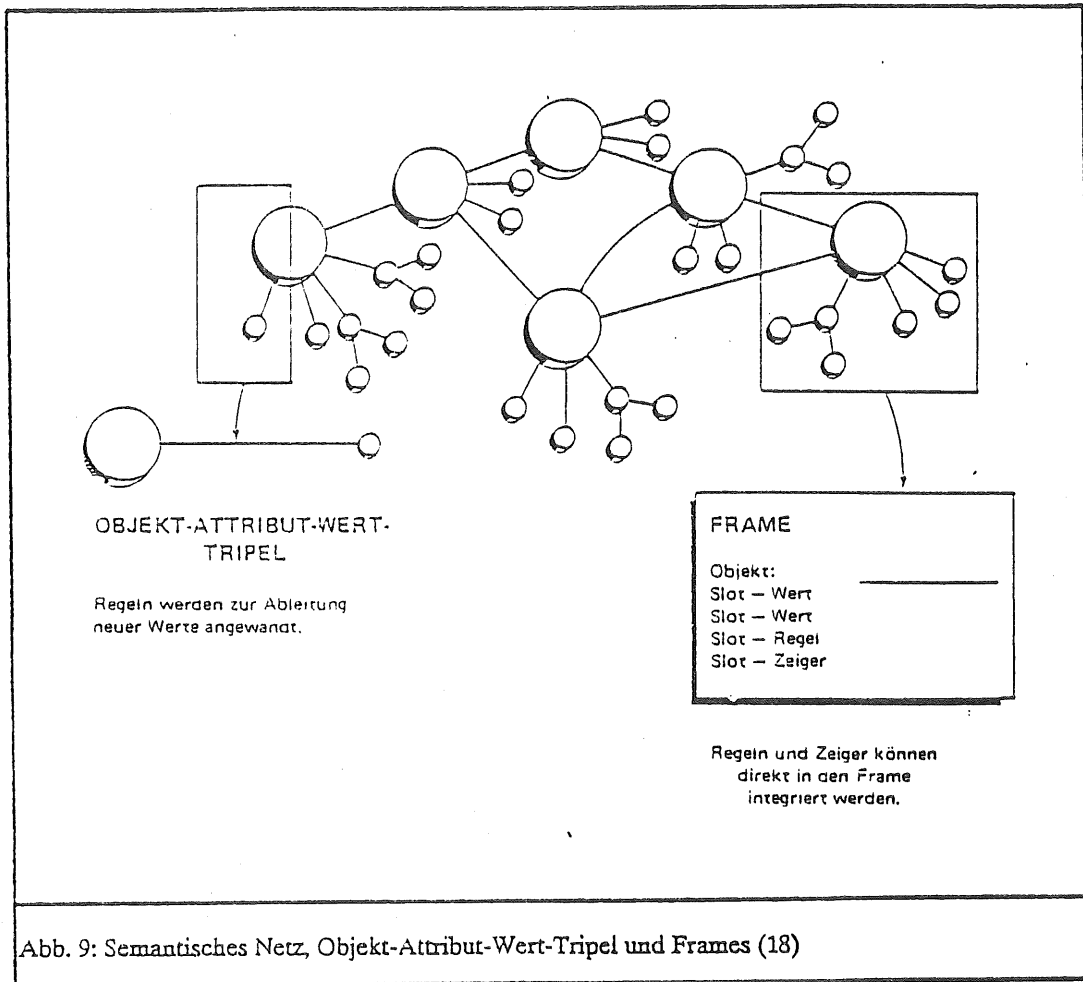 OBJEKT-ATTRIBUT-WERT-
TRIPEL
Regeln werden zur Ableitung
neuer Werte angewandt.
FRAME
Objekt:
Slot – Wert
Slot – Wert
Slot – Regel
Slot – Zeiger
Regeln und Zeiger können
direkt in den Frame
integriert werden.
Abb. 9: Semantisches Netz, Objekt-Attribut-Wert-Tripel und Frames (18)